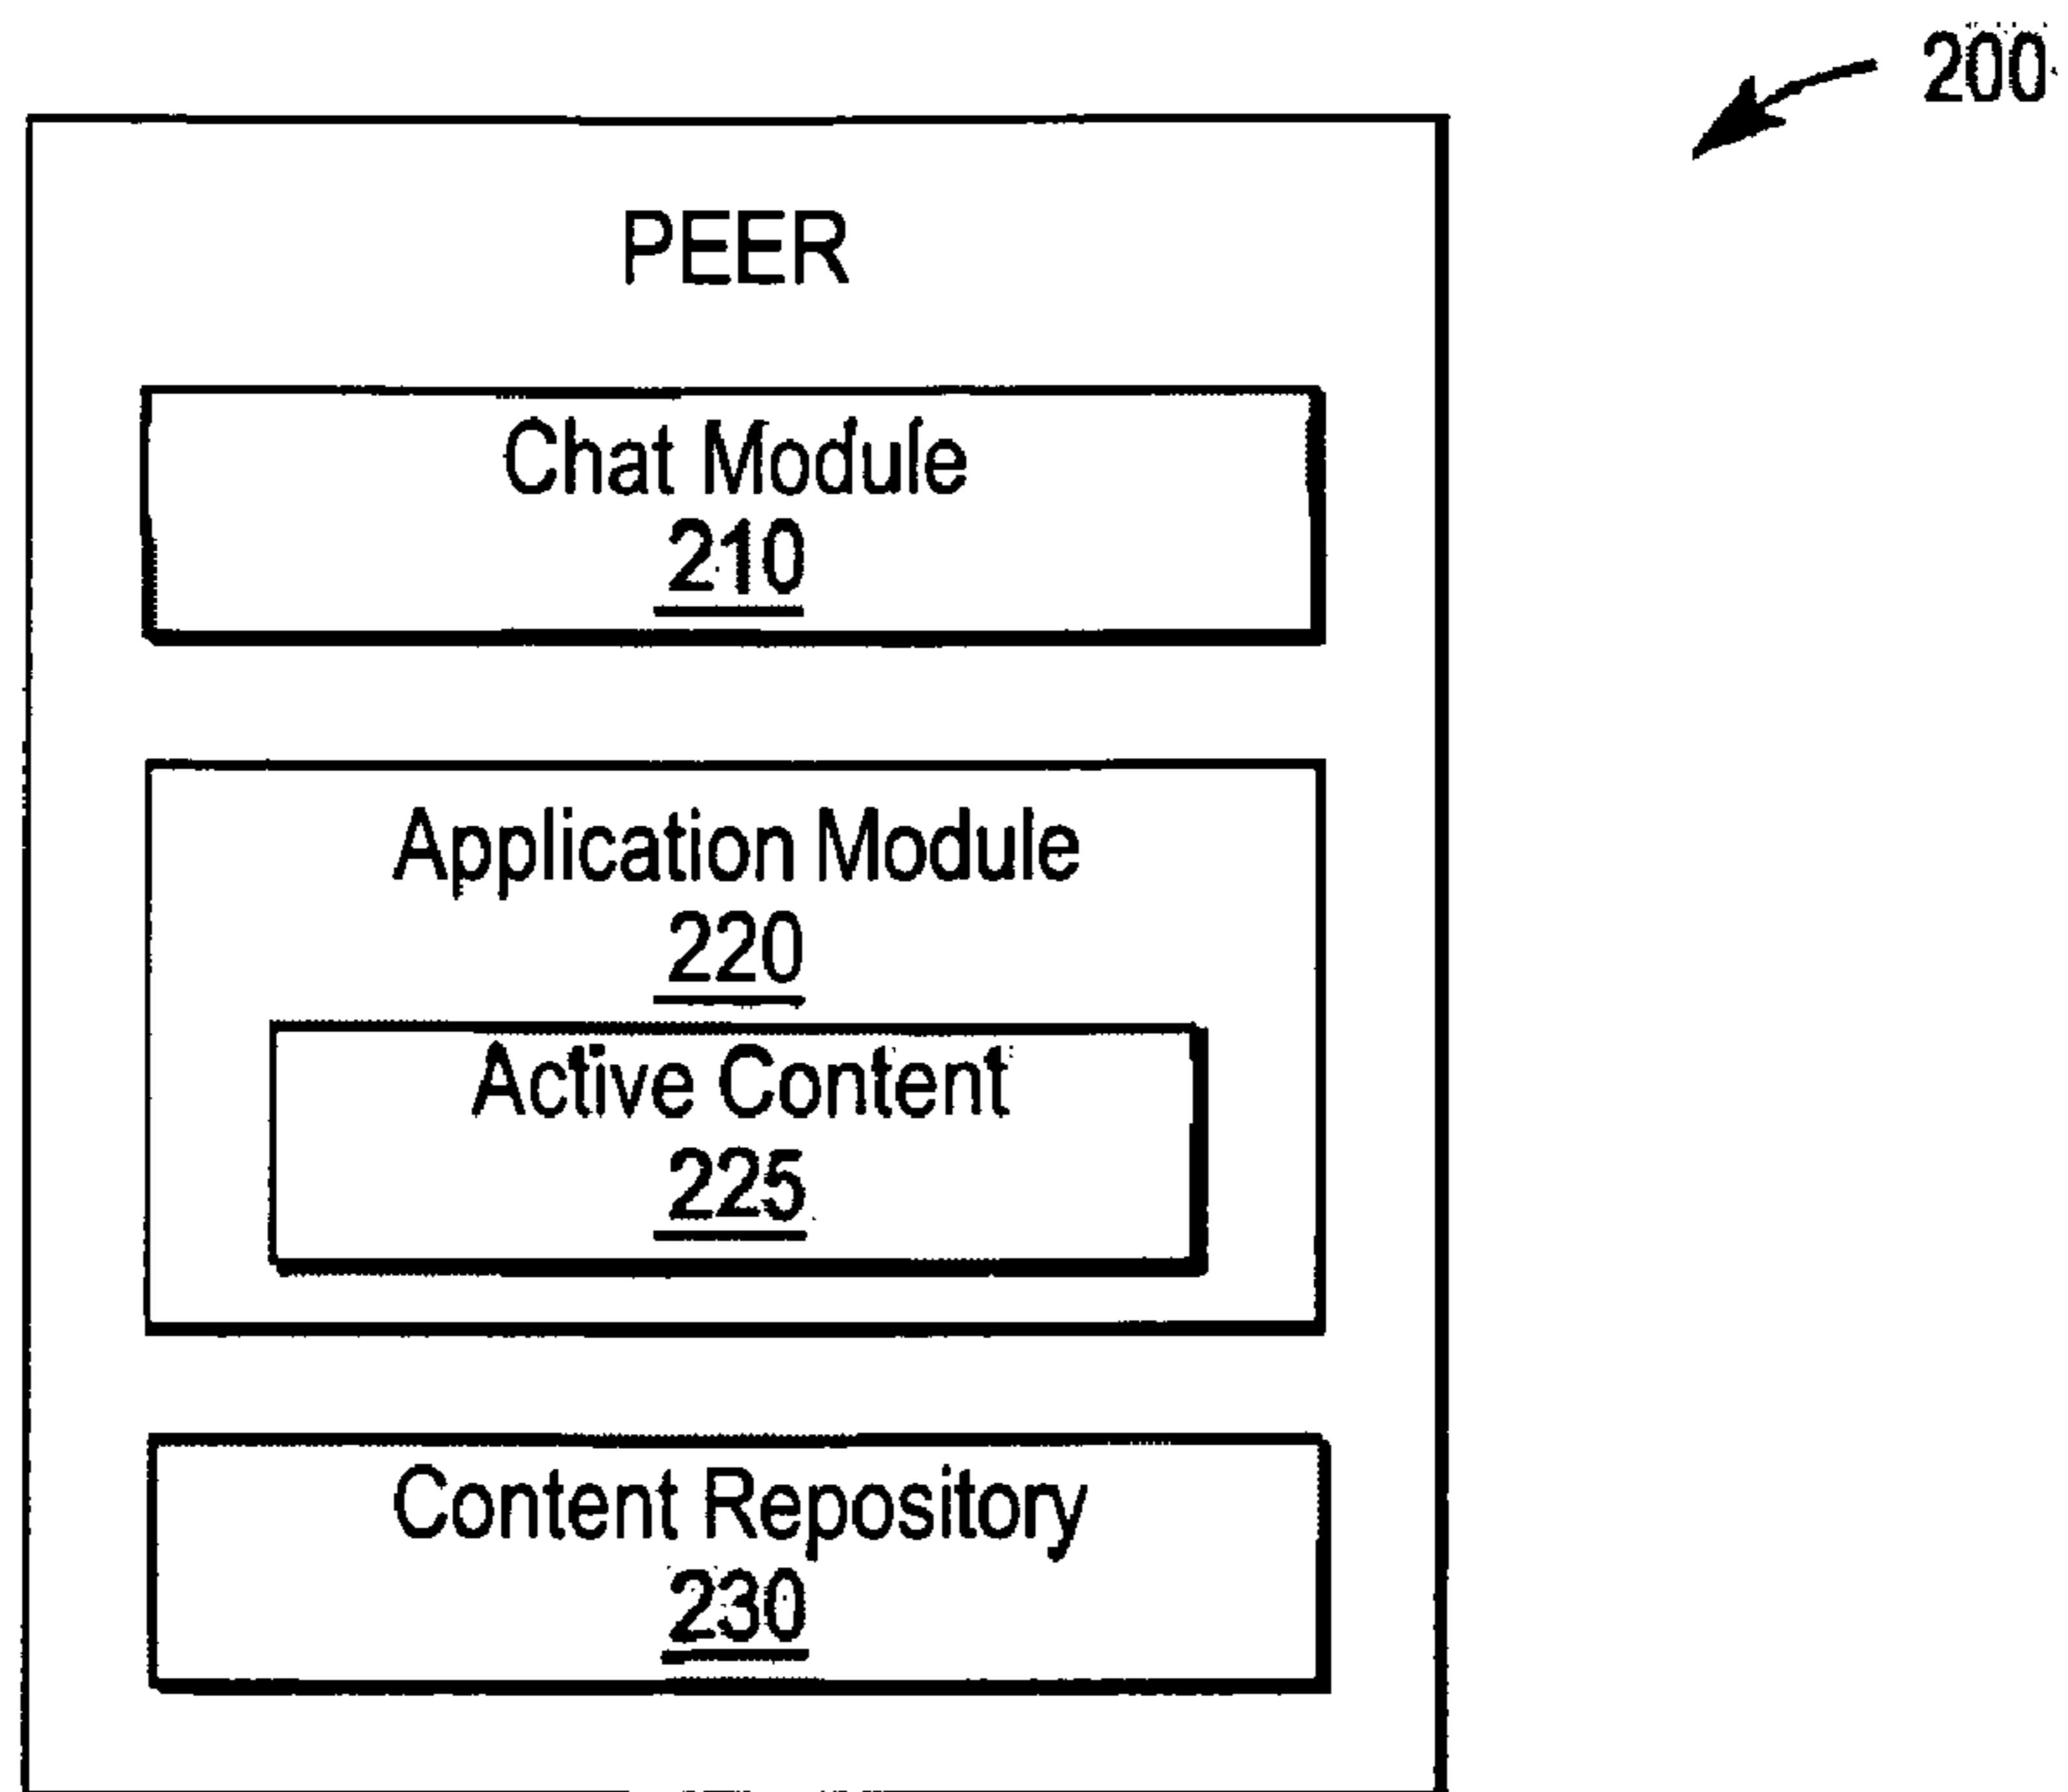 200
PEER
Chat Module
210
Application Module
220
Active Content
225
Content Repository
230